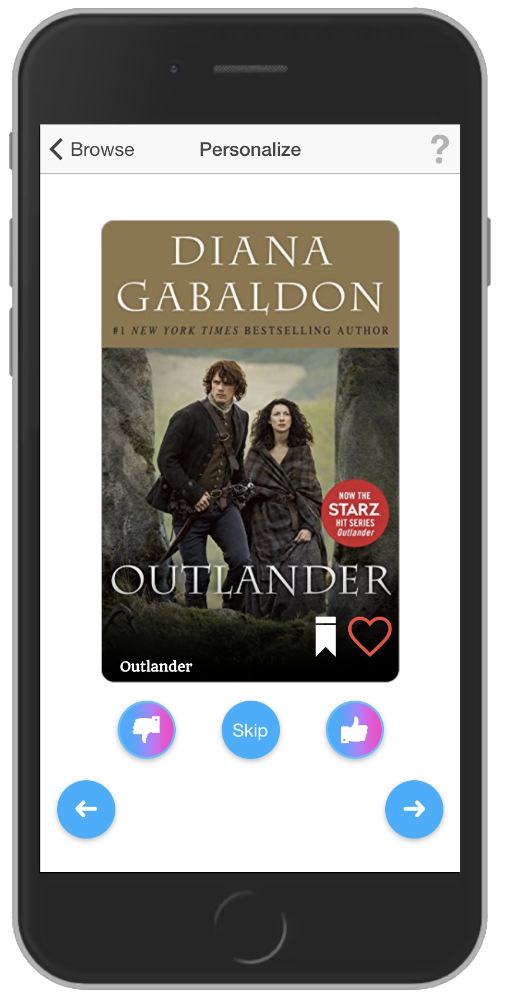 Browse
Personalize
?
DIANA
GABALDON
#1 NEW YORK TIMES BESTSELLING AUTHOR
NOW THE
STARZ
HIT SERIES
Outlander
OUTLANDER
A NOVEL
Outlander
Skip